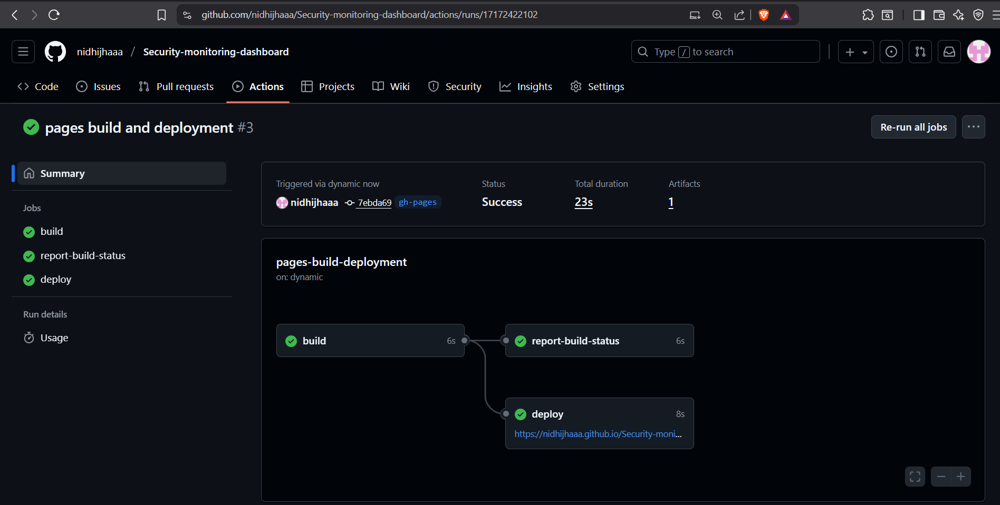 github.com/nidhijhaaa/Security-monitoring-dashboard/actions/runs/17172422102
nidhijhaaa / Security-monitoring-dashboard
Type / to search
Code Issues Pull requests Actions Projects Wiki Security Insights Settings
pages build and deployment #3
Re-run all jobs
Summary
Jobs
build
report-build-status
deploy
Run details
Usage
Triggered via dynamic now
nidhijhaaa 7ebda69 gh-pages
Status
Success
Total duration
23s
Artifacts
1
pages-build-deployment
on: dynamic
build 6s
report-build-status 6s
deploy 8s
https://nidhijhaaa.github.io/Security-moni...